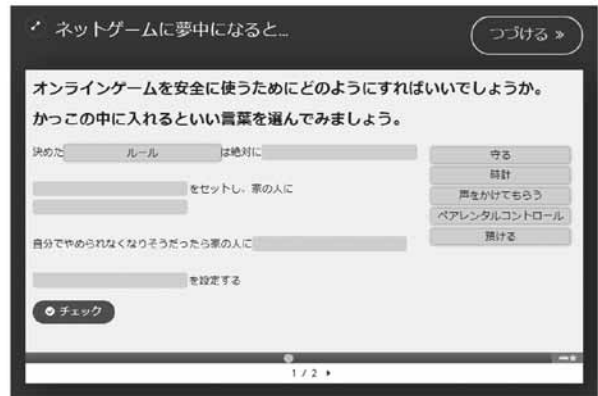 ネットゲームに夢中になると…
つづける »
オンラインゲームを安全に使うためにどのようにすればいいでしょうか。
かっこの中に入れるといい言葉を選んでみましょう。
決めた ルール は絶対に
をセットし、家の人に
自分でやめられなくなりそうだったら家の人に
を設定する
守る
時計
声をかけてもらう
ペアレンタルコントロール
預ける
チェック
1 / 2